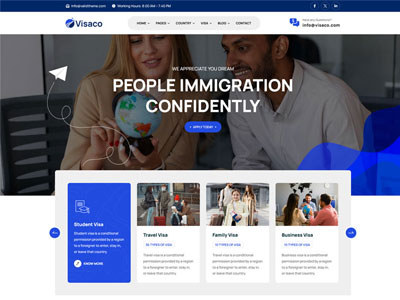 info@rallstheme.com
Working Hours: 8:00 AM - 7:45 PM
Visaco
HOME
PAGES
COUNTRY
VISA
BLOG
CONTACT
Have any Questions?
info@visaco.com
WE APPRECIATE YOU DREAM
PEOPLE IMMIGRATION
CONFIDENTLY
APPLY TODAY
Student Visa
Student visa is a conditional
permission provided by a region
to a foreigner to enter, stay in,
or leave that country.
KNOW MORE
Travel Visa
16 TYPES OF VISA
Travel visa is a conditional
permission provided by a region
to a foreigner to enter, stay in,
or leave that country.
Family Visa
10 TYPES OF VISA
Travel visa is a conditional
permission provided by a region
to a foreigner to enter, stay in,
or leave that country.
Business Visa
10 TYPES OF VISA
Business visa is a conditional
permission provided by a region
to a foreigner to enter, stay in,
or leave that country.